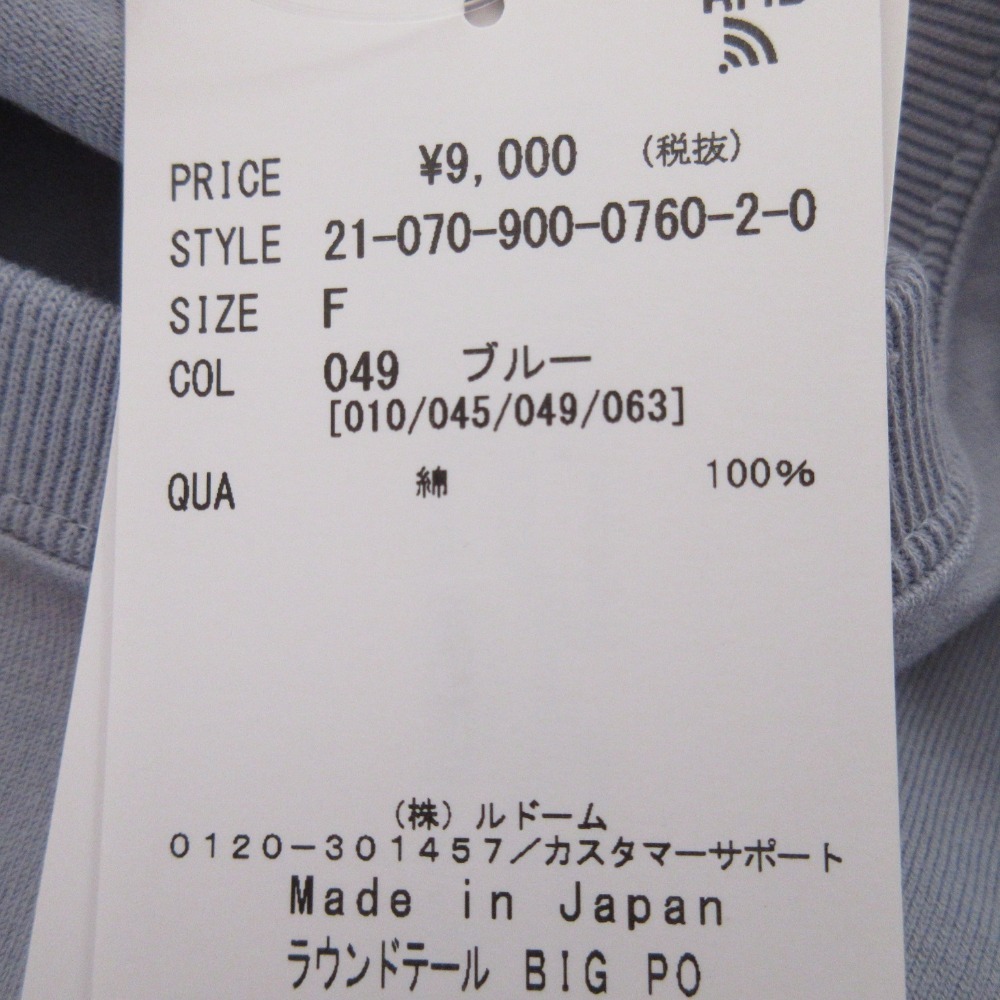 RFID
PRICE ¥9,000 (税抜)
STYLE 21-070-900-0760-2-0
SIZE F
COL 049 ブルー
[010/045/049/063]
QUA 綿 100%
(株)ルドーム
0120-301457/カスタマーサポート
Made in Japan
ラウンドテール BIG PO